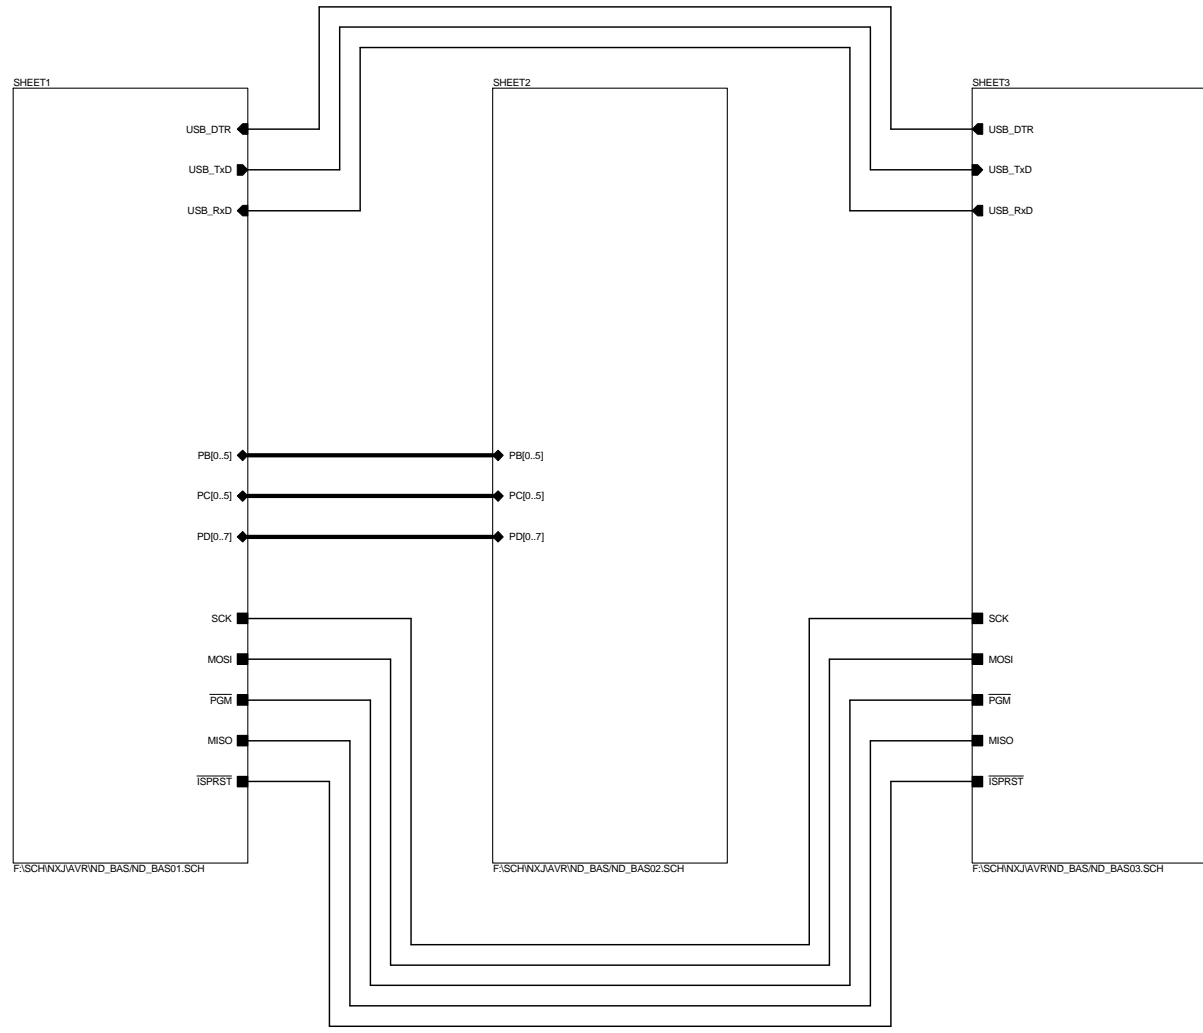 SHEET1
USB_DTR
USB_TxD
USB_RxD
PB[0..5]
PC[0..5]
PD[0..7]
SCK
MOSI
PGM
MISO
ISPRST
F:\SCH\NXJ\AVR\ND_BAS/ND_BAS01.SCH
SHEET2
PB[0..5]
PC[0..5]
PD[0..7]
F:\SCH\NXJ\AVR\ND_BAS/ND_BAS02.SCH
SHEET3
USB_DTR
USB_TxD
USB_RxD
SCK
MOSI
PGM
MISO
ISPRST
F:\SCH\NXJ\AVR\ND_BAS/ND_BAS03.SCH